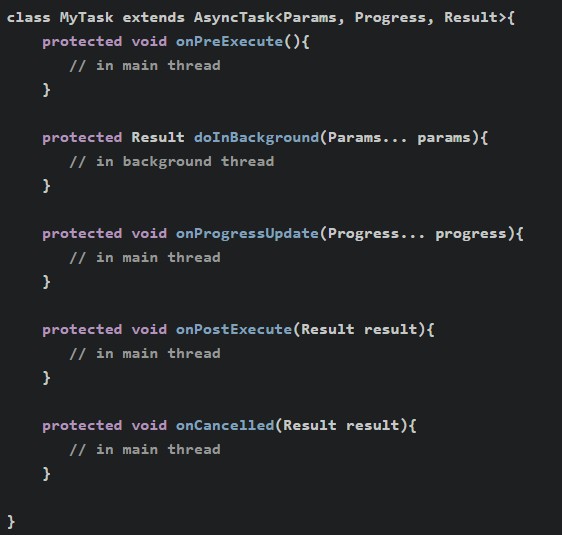 class MyTask extends AsyncTask<Params, Progress, Result>{
    protected void onPreExecute(){
       // in main thread
    }

    protected Result doInBackground(Params... params){
       // in background thread
    }

    protected void onProgressUpdate(Progress... progress){
       // in main thread
    }

    protected void onPostExecute(Result result){
       // in main thread
    }

    protected void onCancelled(Result result){
       // in main thread
    }

}